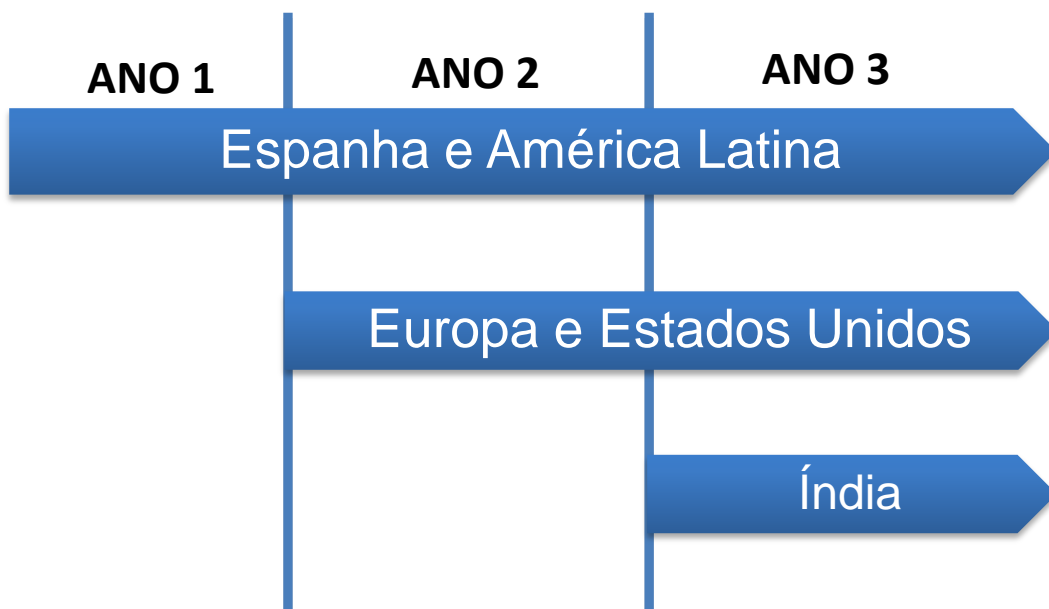 ANO 1
ANO 2
ANO 3
Espanha e América Latina
Europa e Estados Unidos
Índia